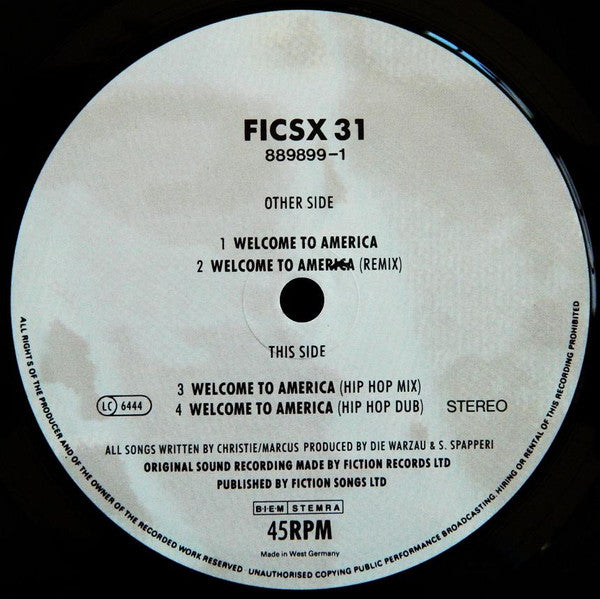 FICSX 31
889899-1
OTHER SIDE
1 WELCOME TO AMERICA
2 WELCOME TO AMERICA (REMIX)
THIS SIDE
3 WELCOME TO AMERICA (HIP HOP MIX)
LC 6444
4 WELCOME TO AMERICA (HIP HOP DUB)
STEREO
ALL SONGS WRITTEN BY CHRISTIE/MARCUS PRODUCED BY DIE WARZAU & S. SPAPPERI
ORIGINAL SOUND RECORDING MADE BY FICTION RECORDS LTD
PUBLISHED BY FICTION SONGS LTD
B·I·E·M STEMRA
45RPM
Made in West Germany
ALL RIGHTS OF THE PRODUCER AND OF THE OWNER OF THE RECORDED WORK RESERVED UNAUTHORISED COPYING PUBLIC PERFORMANCE BROADCASTING. HIRING OR RENTAL OF THIS RECORDING PROHIBITED